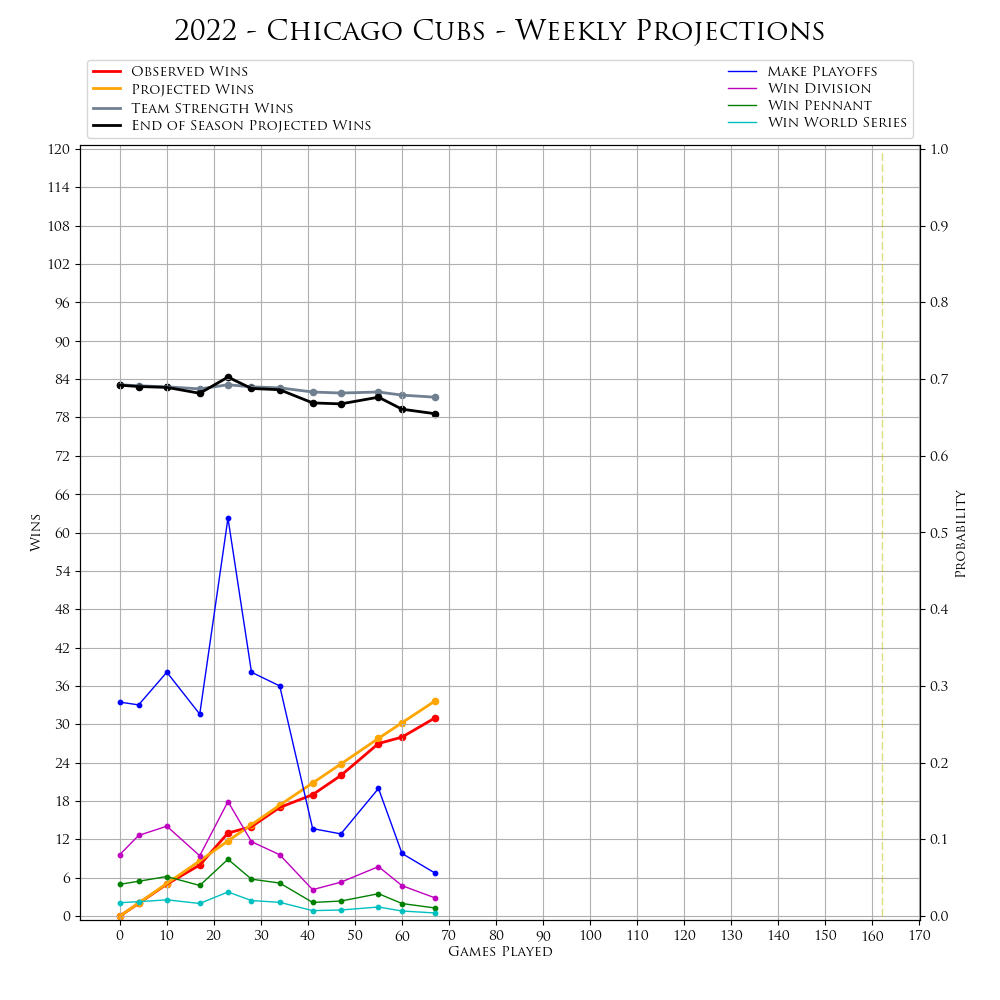 2022 - Chicago Cubs - Weekly Projections
Observed Wins
Projected Wins
Team Strength Wins
End of Season Projected Wins
Make Playoffs
Win Division
Win Pennant
Win World Series
120
114
108
102
96
90
84
78
72
66
60
54
48
42
36
30
24
18
12
6
0
Wins
1.0
0.9
0.8
0.7
0.6
0.5
0.4
0.3
0.2
0.1
0.0
Probability
0 10 20 30 40 50 60 70 80 90 100 110 120 130 140 150 160 170
Games Played